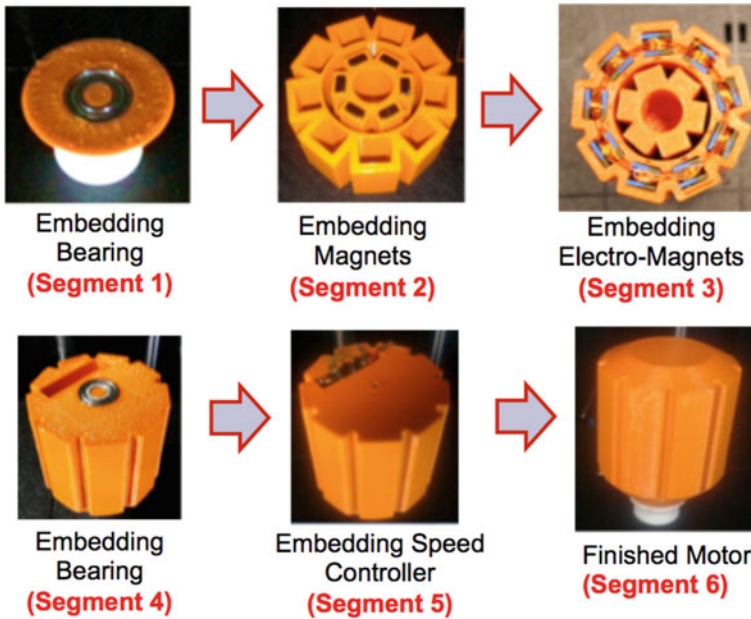 Embedding
Bearing
(Segment 1)
Embedding
Magnets
(Segment 2)
Embedding
Electro-Magnets
(Segment 3)
Embedding
Bearing
(Segment 4)
Embedding Speed
Controller
(Segment 5)
Finished Motor
(Segment 6)